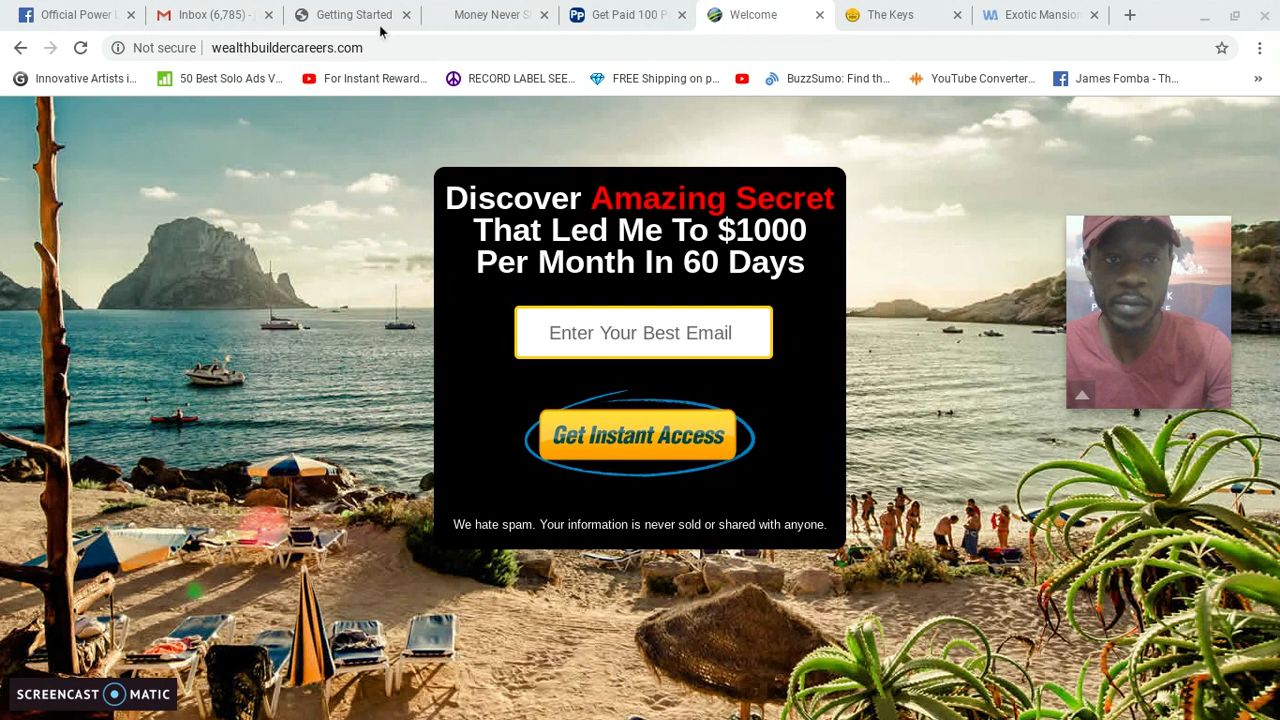 Official Power L
Inbox (6,785) -
Getting Started
Money Never S
Get Paid 100 P
Welcome
The Keys
Exotic Mansion
Not secure
wealthbuildercareers.com
Innovative Artists i...
50 Best Solo Ads V...
For Instant Reward...
RECORD LABEL SEE...
FREE Shipping on p...
BuzzSumo: Find th...
YouTube Converter...
James Fomba - Th...
Discover Amazing Secret
That Led Me To $1000
Per Month In 60 Days
Enter Your Best Email
Get Instant Access
We hate spam. Your information is never sold or shared with anyone.
SCREENCAST MATIC